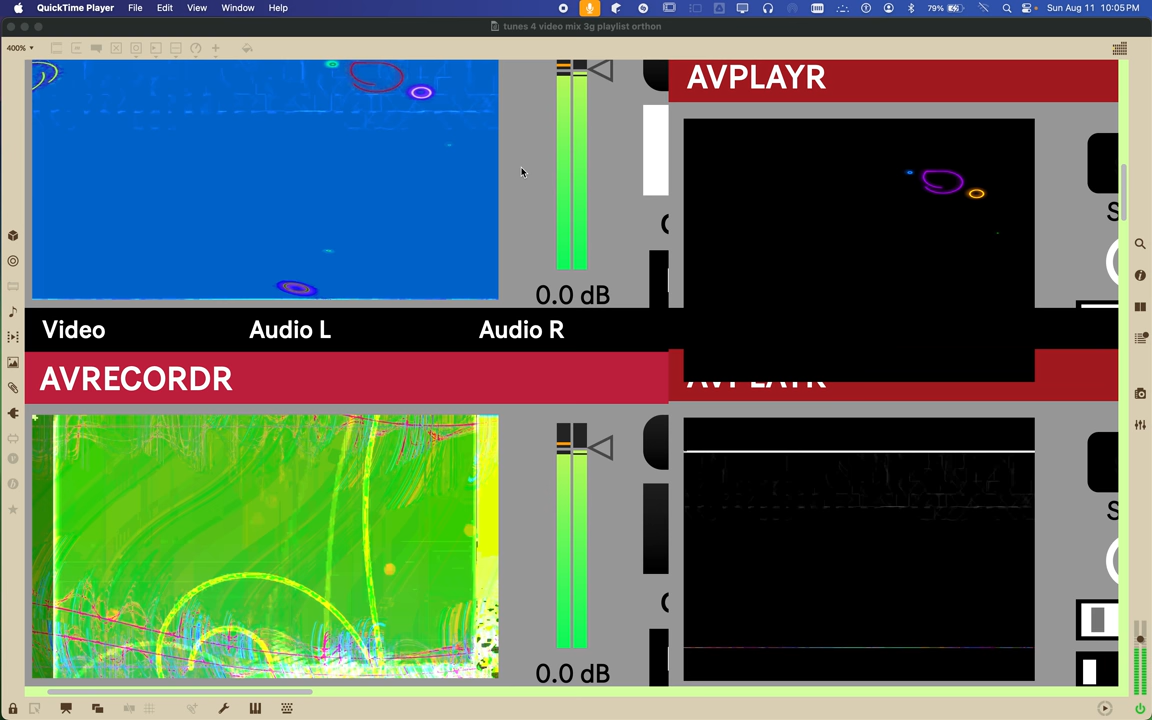 QuickTime Player File Edit View Window Help 79% Sun Aug 11 10:05 PM
tunes 4 video mix 3g playlist orthon
400%
AVPLAYR
0.0 dB
Video Audio L Audio R
AVRECORDR
0.0 dB